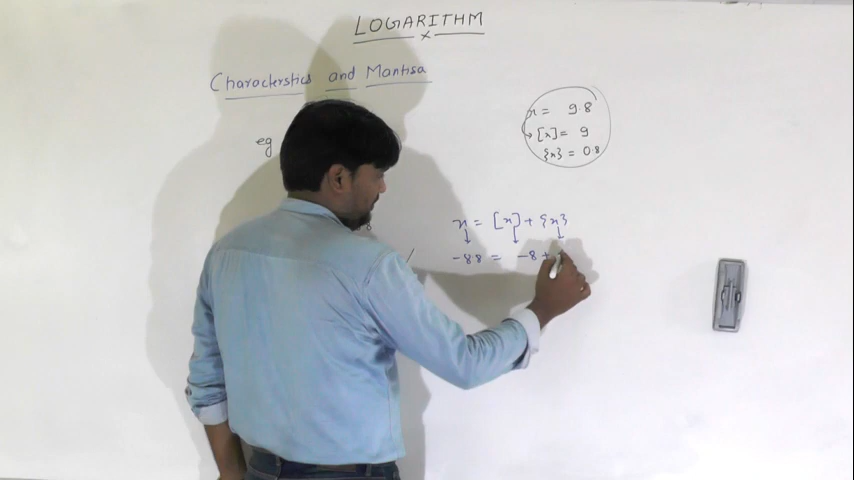 LOGARITHM
x
Characterstics and Mantisa
eg
x = 9.8
[x] = 9
{x} = 0.8
x = [x] + {x}
-8.8 = -8 +